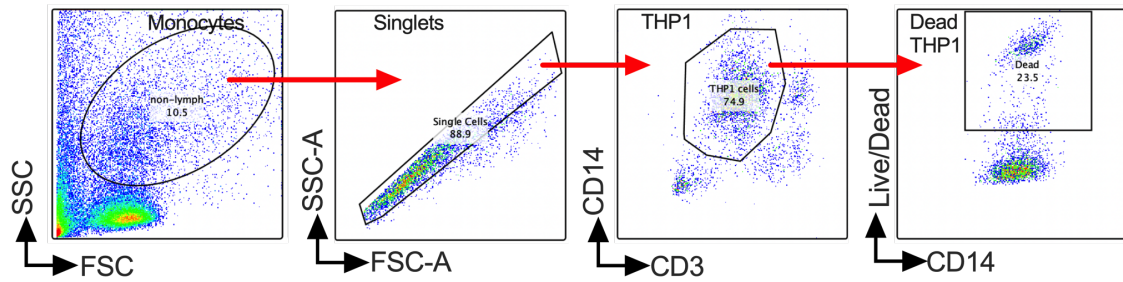 Monocytes
non-lymph
10.5
SSC
FSC
Singlets
Single Cells
88.9
SSC-A
FSC-A
THP1
THP1 cells
74.9
CD14
CD3
Dead
THP1
Dead
23.5
Live/Dead
CD14